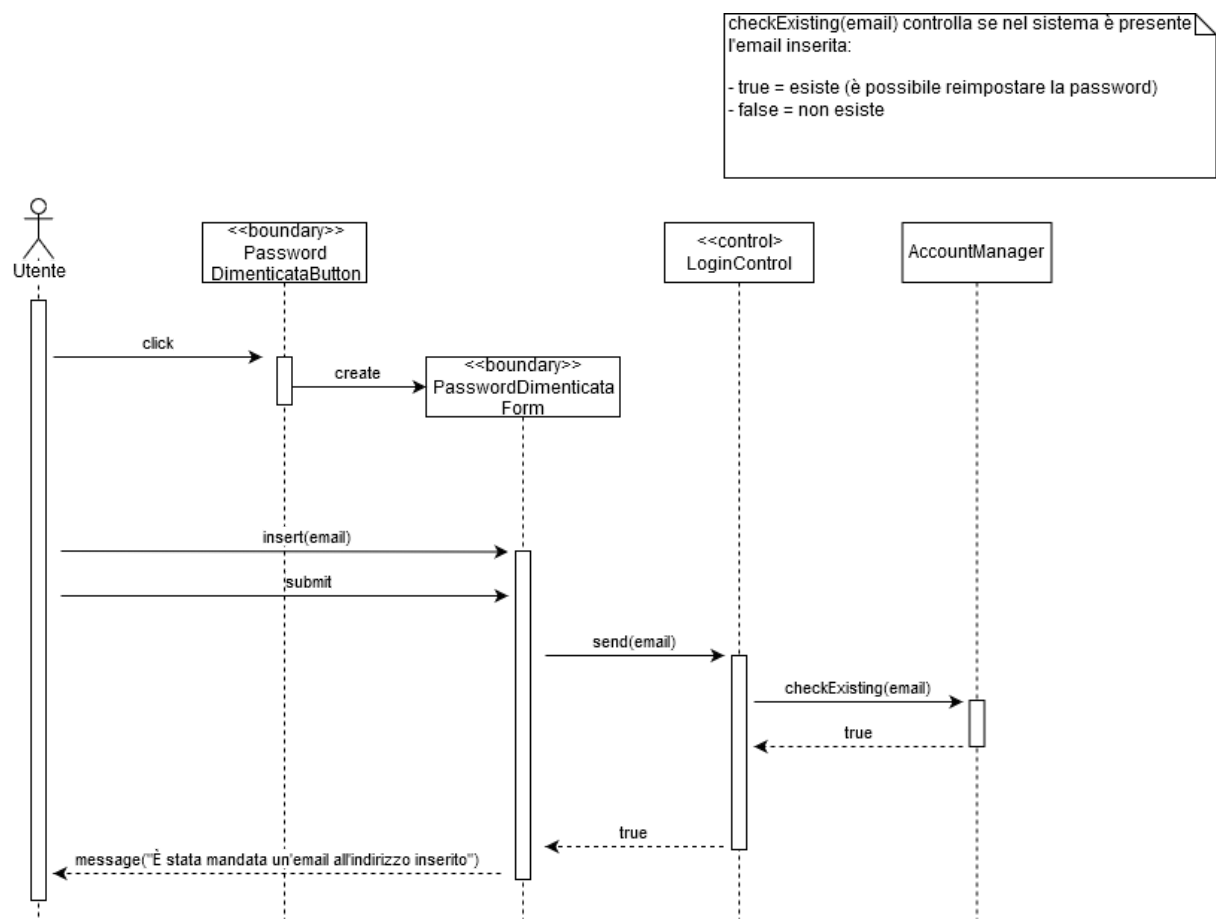 checkExisting(email) controlla se nel sistema è presente
l'email inserita:
- true = esiste (è possibile reimpostare la password)
- false = non esiste
Utente
<<boundary>>
Password
DimenticataButton
<<control>
LoginControl
AccountManager
click
create
<<boundary>>
PasswordDimenticata
Form
insert(email)
submit
send(email)
checkExisting(email)
true
true
message("È stata mandata un'email all'indirizzo inserito")